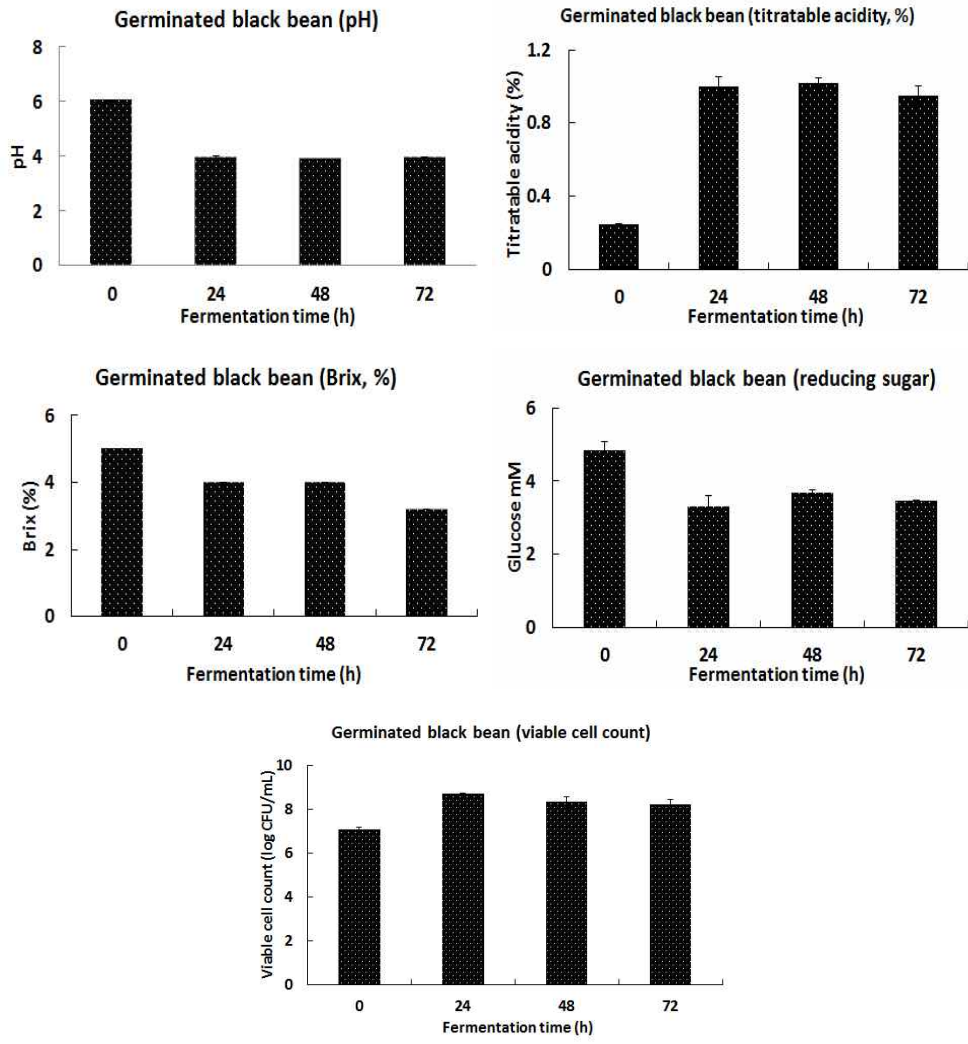 Germinated black bean (pH)
8
6
4
2
0
pH
0 24 48 72
Fermentation time (h)
Germinated black bean (titratable acidity, %)
1.2
0.8
0.4
0
Titratable acidity (%)
0 24 48 72
Fermentation time (h)
Germinated black bean (Brix, %)
6
4
2
0
Brix (%)
0 24 48 72
Fermentation time (h)
Germinated black bean (reducing sugar)
6
4
2
0
Glucose mM
0 24 48 72
Fermentation time (h)
Germinated black bean (viable cell count)
10
8
6
4
2
0
Viable cell count (log CFU/mL)
0 24 48 72
Fermentation time (h)